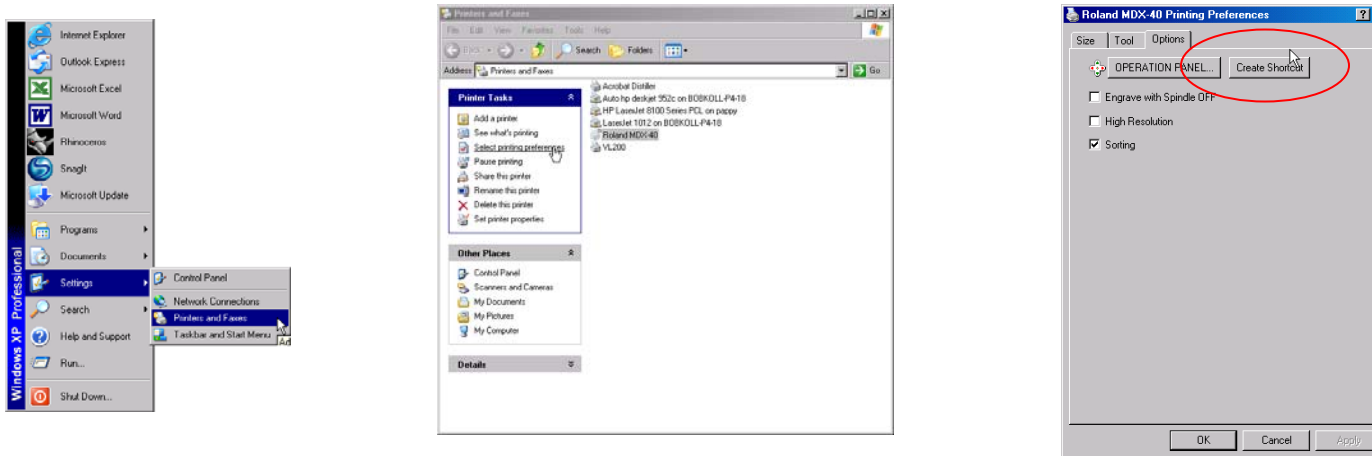 Internet Explorer
Outlook Express
Microsoft Excel
Microsoft Word
Rhinoceros
SnagIt
Microsoft Update
Programs
Documents
Settings
Search
Help and Support
Run...
Shut Down...
Windows XP Professional
Control Panel
Network Connections
Printers and Faxes
Taskbar and Start Menu
Ad
Printers and Faxes
File Edit View Favorites Tools Help
Back Search Folders
Address Printers and Faxes Go
Printer Tasks
Add a printer
See what's printing
Select printing preferences
Pause printing
Share this printer
Rename this printer
Delete this printer
Set printer properties
Other Places
Control Panel
Scanners and Cameras
My Documents
My Pictures
My Computer
Details
Acrobat Distiller
Auto hp deskjet 952c on BOBKOLL-P4-18
HP LaserJet 8100 Series PCL on pappy
LaserJet 1012 on BOBKOLL-P4-18
Roland MDX-40
VL200
Roland MDX-40 Printing Preferences
Size Tool Options
OPERATION PANEL... Create Shortcut
Engrave with Spindle OFF
High Resolution
Sorting
OK Cancel Apply